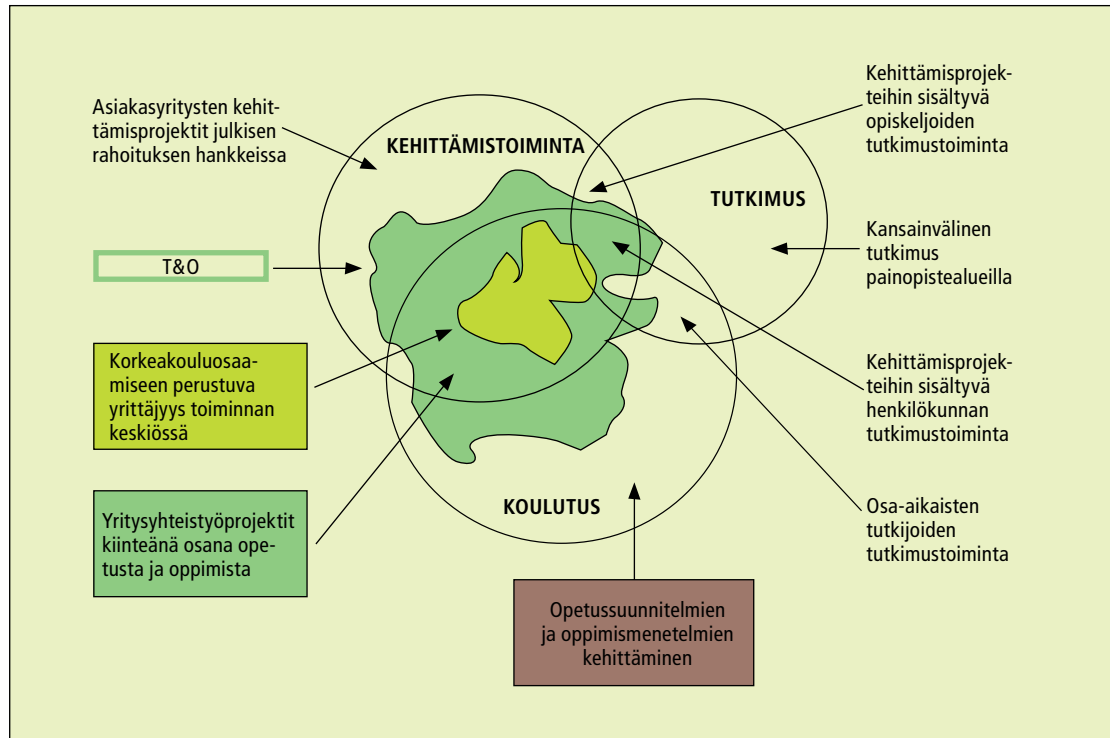 Asiakasyritysten kehit-
tämisprojektit julkisen
rahoituksen hankkeissa
KEHITTÄMISTOIMINTA
Kehittämisprojek-
teihin sisältyvä
opiskeljoiden
tutkimustoiminta
TUTKIMUS
T&O
Kansainvälinen
tutkimus
painopistealueilla
Korkeakouluosaa-
miseen perustuva
yrittäjyys toiminnan
keskiössä
Kehittämisprojek-
teihin sisältyvä
henkilökunnan
tutkimustoiminta
Yritysyhteistyöprojektit
kiinteänä osana ope-
tusta ja oppimista
KOULUTUS
Osa-aikaisten
tutkijoiden
tutkimustoiminta
Opetussuunnitelmien
ja oppimismenetelmien
kehittäminen